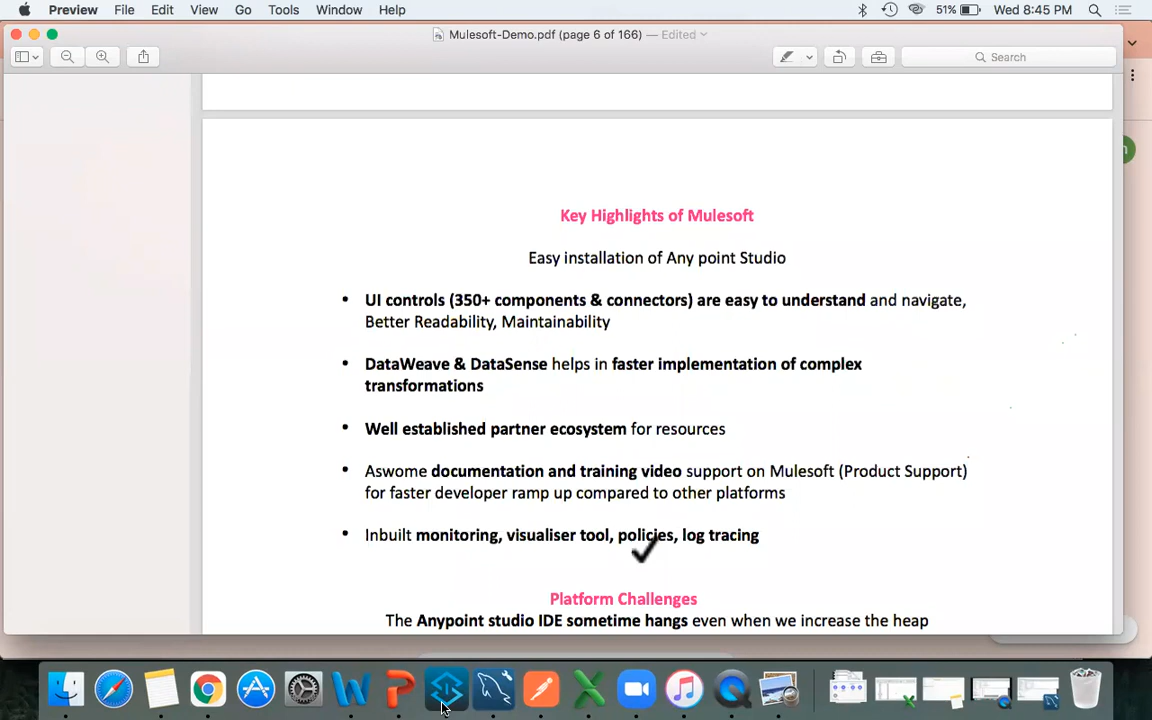 Preview File Edit View Go Tools Window Help 51% Wed 8:45 PM
Mulesoft-Demo.pdf (page 6 of 166) — Edited
Search
Key Highlights of Mulesoft
Easy installation of Any point Studio
• UI controls (350+ components & connectors) are easy to understand and navigate,
Better Readability, Maintainability
• DataWeave & DataSense helps in faster implementation of complex
transformations
• Well established partner ecosystem for resources
• Aswome documentation and training video support on Mulesoft (Product Support)
for faster developer ramp up compared to other platforms
• Inbuilt monitoring, visualiser tool, policies, log tracing
Platform Challenges
The Anypoint studio IDE sometime hangs even when we increase the heap